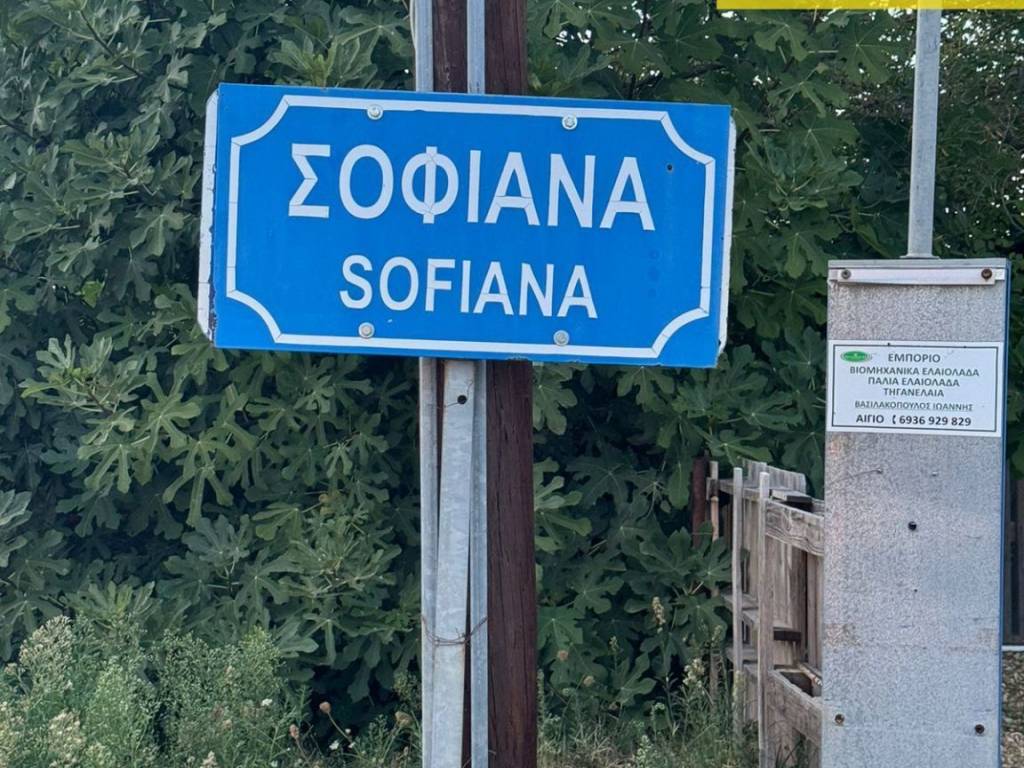 ΣΟΦΙΑΝΑ
SOFIANA
ΕΜΠΟΡΙΟ
ΒΙΟΜΗΧΑΝΙΚΑ ΕΛΑΙΟΛΑΔΑ
ΠΑΛΙΑ ΕΛΑΙΟΛΑΔΑ
ΤΗΓΑΝΕΛΑΙΑ
ΒΑΣΙΛΑΚΟΠΟΥΛΟΣ ΙΩΑΝΝΗΣ
ΑΙΓΙΟ 6936 929 829